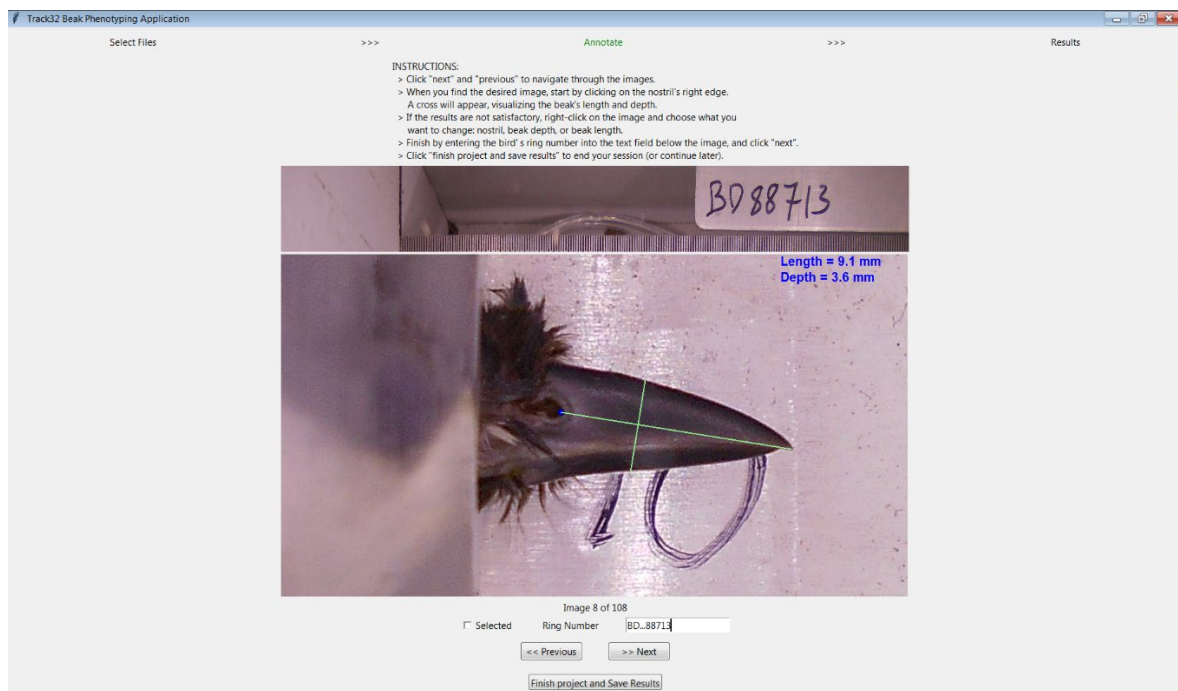 Track32 Beak Phenotyping Application
Select Files >>> Annotate >>> Results
INSTRUCTIONS:
> Click "next" and "previous" to navigate through the images.
> When you find the desired image, start by clicking on the nostril's right edge.
A cross will appear, visualizing the beak's length and depth.
> If the results are not satisfactory, right-click on the image and choose what you
want to change: nostril, beak depth, or beak length.
> Finish by entering the bird's ring number into the text field below the image, and click "next".
> Click "finish project and save results" to end your session (or continue later).
BD88713
Length = 9.1 mm
Depth = 3.6 mm
10
Image 8 of 108
Selected Ring Number BD...88713
<< Previous >> Next
Finish project and Save Results